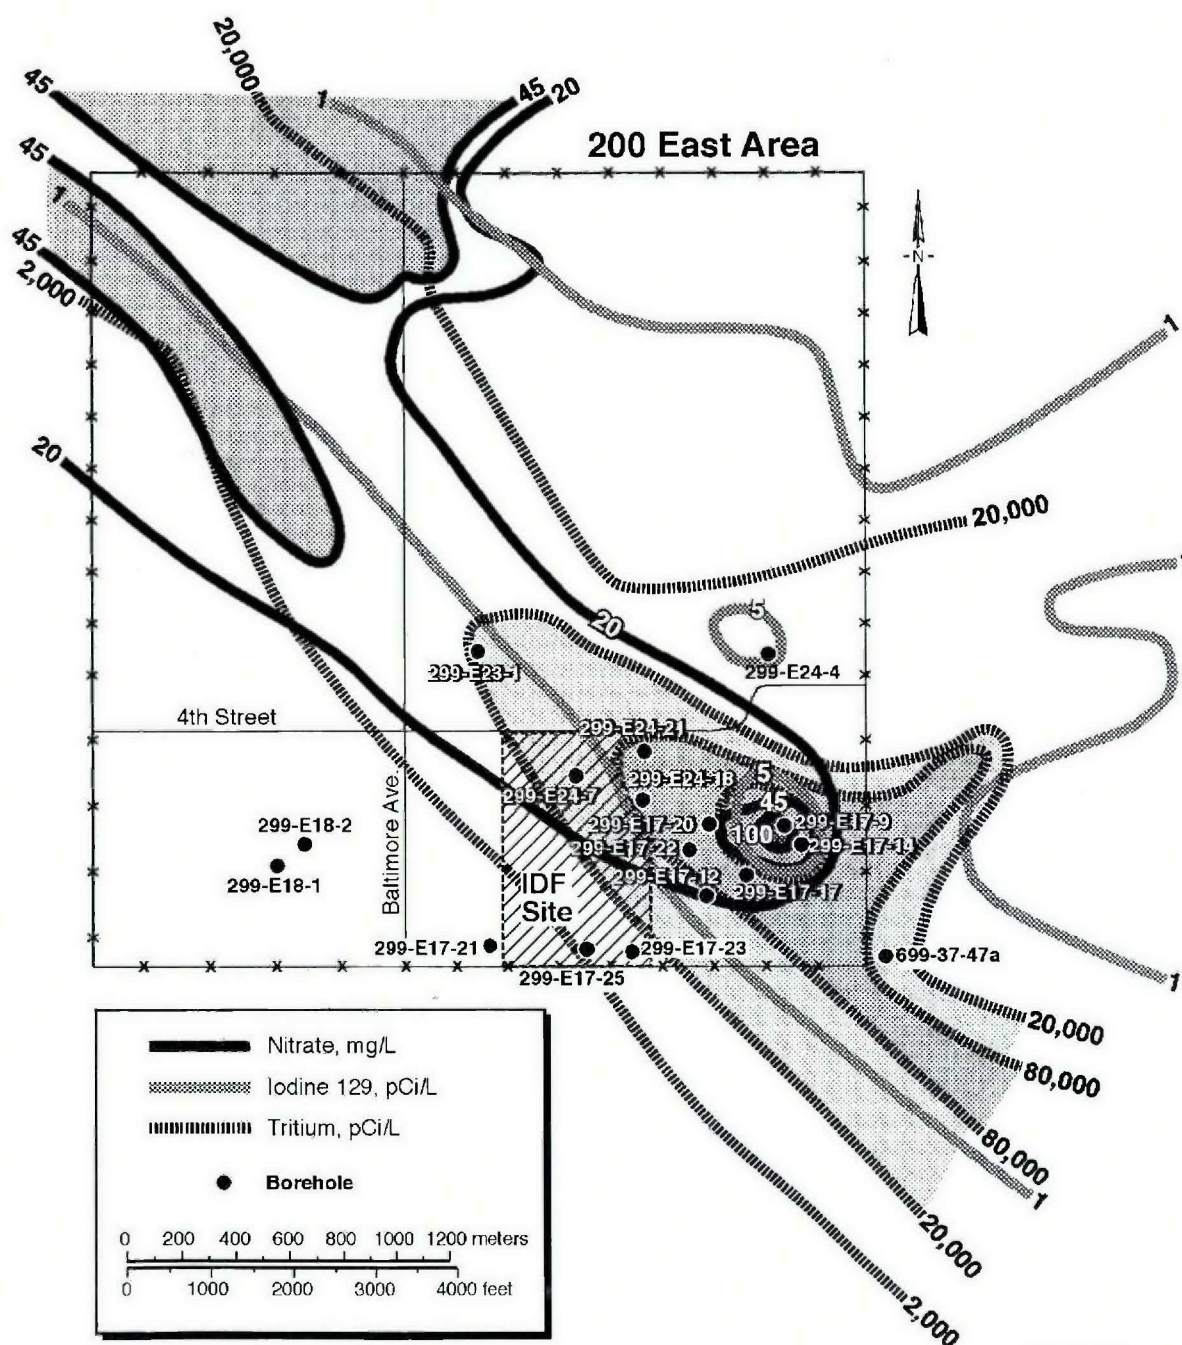 20,000
45
1
45
20
200 East Area
45
1
45
2,000
-N-
1
20
20,000
20
5
299-E23-1
299-E24-4
4th Street
299-E24-21
299-E24-18
5
299-E24-7
45
299-E17-20
100
299-E17-9
299-E17-14
299-E18-2
299-E17-22
299-E18-1
299-E17-12
299-E17-17
Baltimore Ave.
IDF
Site
299-E17-21
299-E17-23
699-37-47a
299-E17-25
1
20,000
80,000
80,000
1
20,000
2,000
Nitrate, mg/L
Iodine 129, pCi/L
Tritium, pCi/L
Borehole
0 200 400 600 800 1000 1200 meters
0 1000 2000 3000 4000 feet